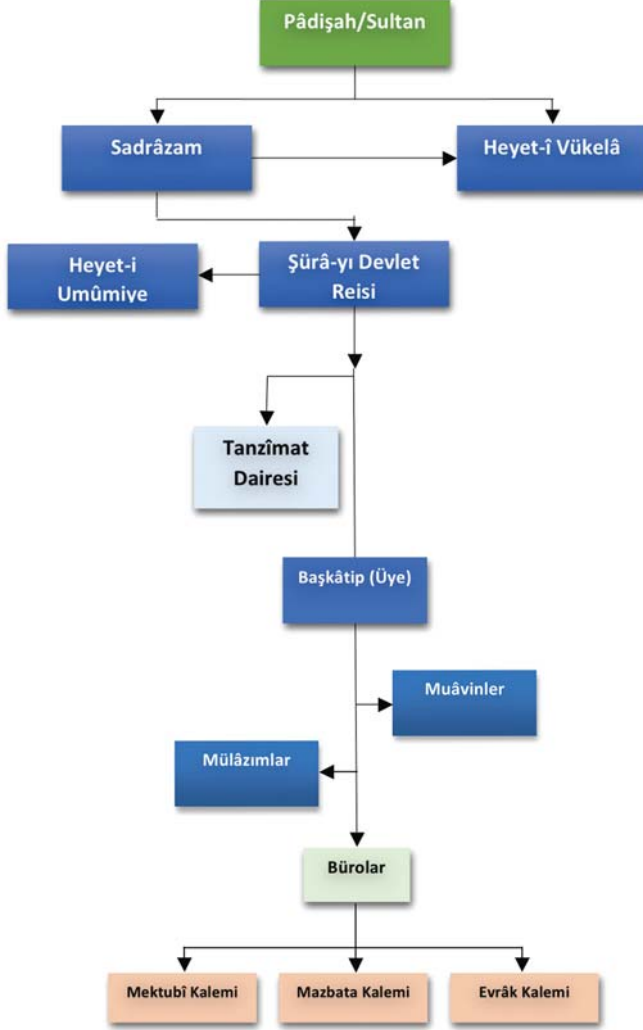 Pâdişah/Sultan
Sadrâzam
Heyet-î Vükelâ
Heyet-i
Umûmiye
Şürâ-yı Devlet
Reisi
Tanzîmat
Dairesi
Başkâtip (Üye)
Muâvinler
Mülâzımlar
Bürolar
Mektubî Kalemi
Mazbata Kalemi
Evrâk Kalemi